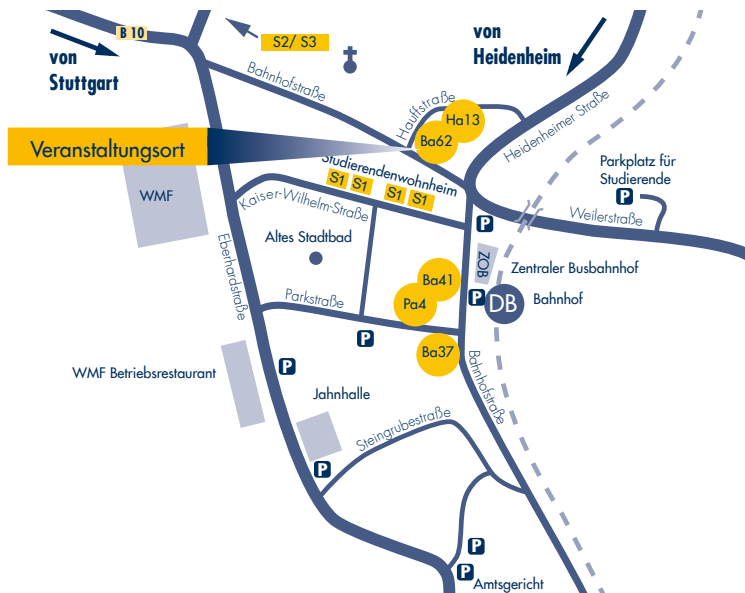 B 10
von
Stuttgart
S2/ S3
von
Heidenheim
Bahnhofstraße
Hauffstraße
Ha13
Ba62
Heidenheimer Straße
Veranstaltungsort
Studierendenwohnheim
S1
S1
S1
S1
Parkplatz für
Studierende
P
WMF
Kaiser-Wilhelm-Straße
Weilerstraße
P
Eberhardstraße
Altes Stadtbad
ZOB
Zentraler Busbahnhof
Ba41
Pa4
P
DB
Bahnhof
Parkstraße
P
Ba37
Bahnhofstraße
P
WMF Betriebsrestaurant
Jahnhalle
Steingrubestraße
P
P
P
Amtsgericht